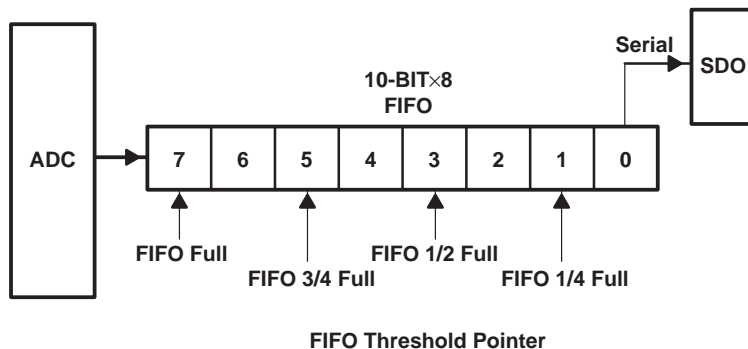 Serial
SDO
10-BIT×8
FIFO
ADC
7 6 5 4 3 2 1 0
FIFO Full
FIFO 1/2 Full
FIFO 3/4 Full
FIFO 1/4 Full
FIFO Threshold Pointer